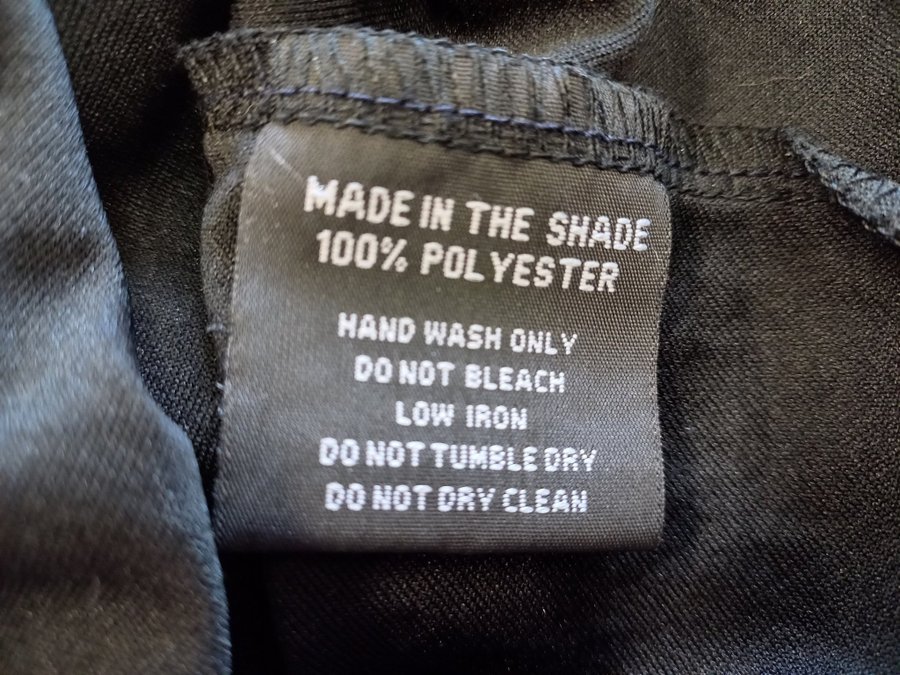 MADE IN THE SHADE
100% POLYESTER
HAND WASH ONLY
DO NOT BLEACH
LOW IRON
DO NOT TUMBLE DRY
DO NOT DRY CLEAN